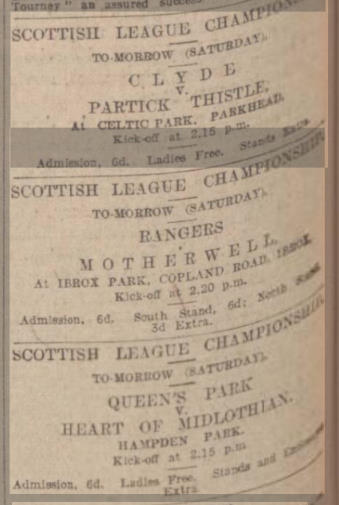 Tourney" an assured success
SCOTTISH LEAGUE CHAMPION
TO-MORROW (SATURDAY),
CLYDE
v.
PARTICK THISTLE,
At CELTIC PARK, PARKHEAD,
Kick-off at 2.15 p.m.
Admission, 6d. Ladies Free. Stands Extra.
SCOTTISH LEAGUE CHAMPIONSHIP.
TO-MORROW (SATURDAY),
RANGERS
v.
MOTHERWELL,
At IBROX PARK, COPLAND ROAD, IBROX.
Kick-off at 2.20 p.m.
Admission, 6d. South Stand, 6d; North Stand
3d Extra.
SCOTTISH LEAGUE CHAMPIONSHIP.
TO-MORROW (SATURDAY),
QUEEN'S PARK
v.
HEART OF MIDLOTHIAN.
HAMPDEN PARK.
Kick-off at 2.15 p.m
Admission, 6d. Ladies Free. Stands and
Extra.